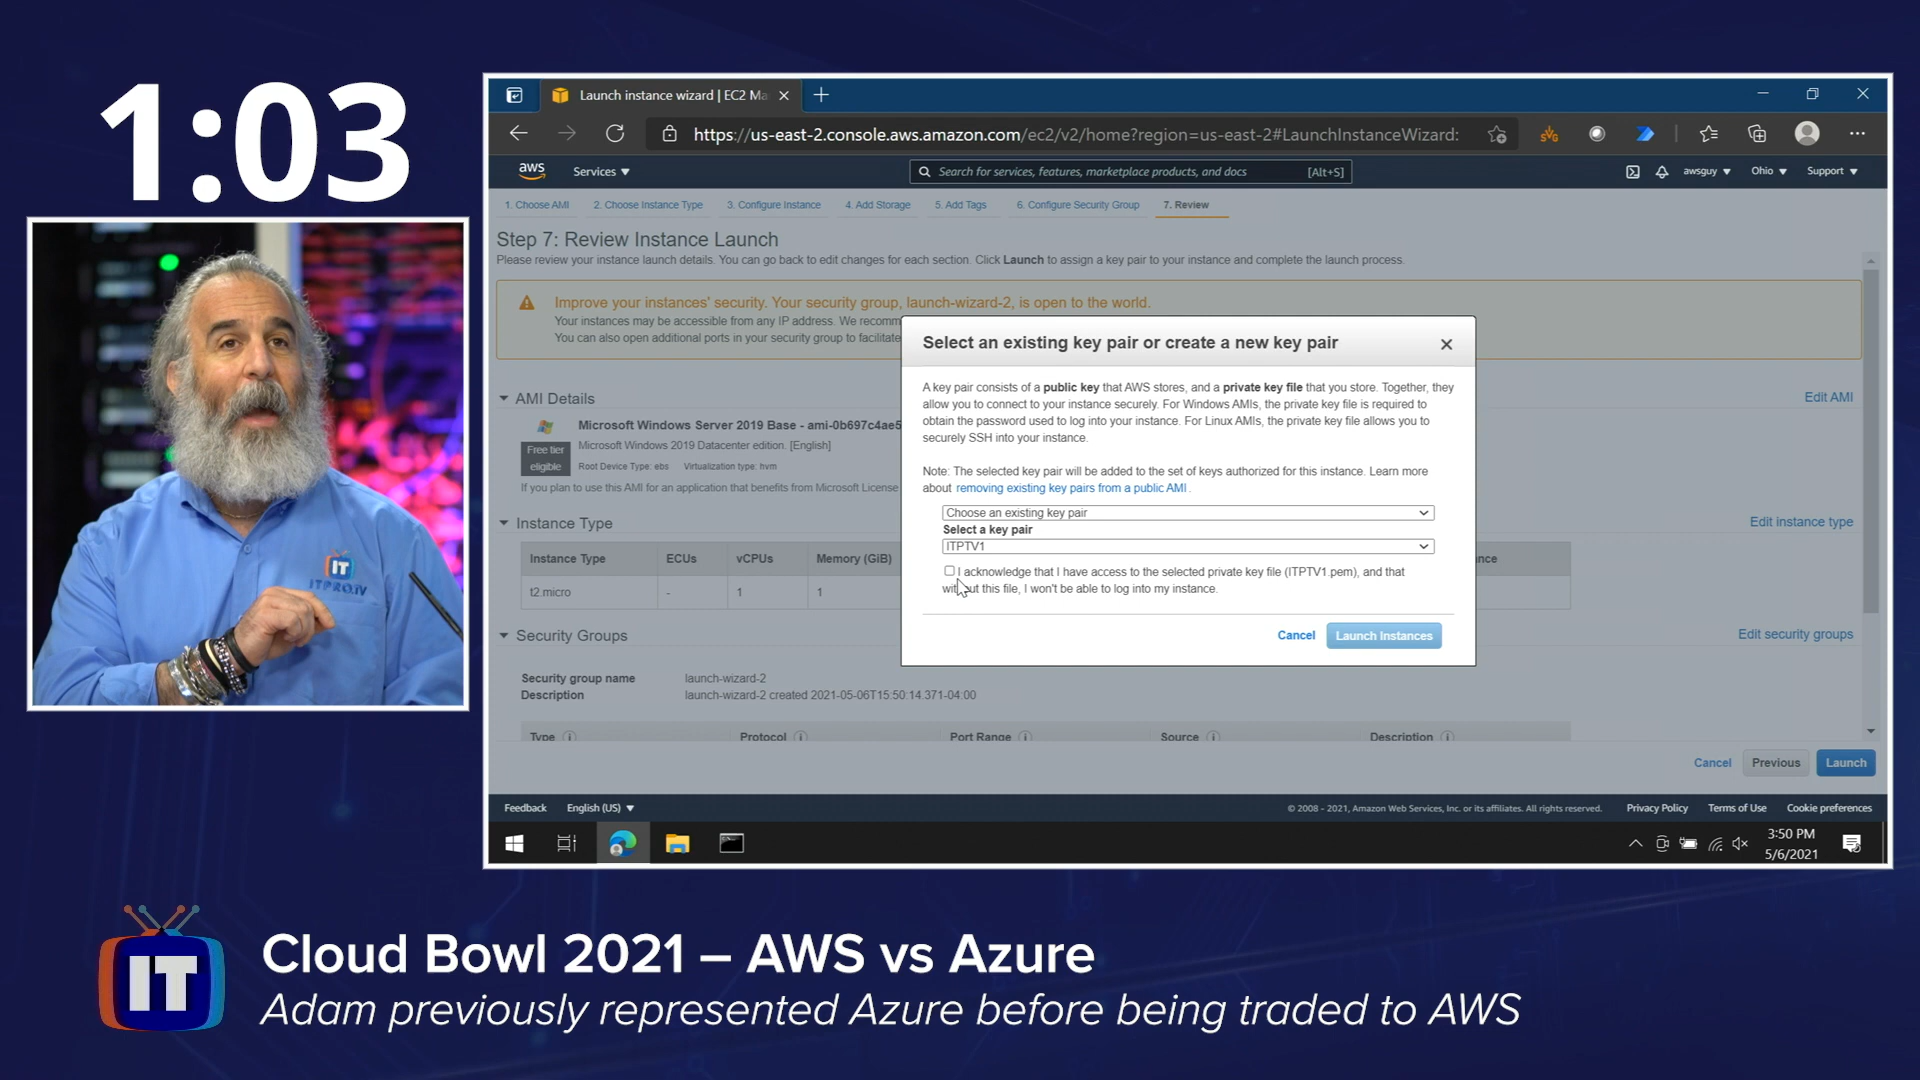 1:03
Launch instance wizard | EC2 Ma
https://us-east-2.console.aws.amazon.com/ec2/v2/home?region=us-east-2#LaunchInstanceWizard:
aws
Services
Search for services, features, marketplace products, and docs
[Alt+S]
awsguy
Ohio
Support
1. Choose AMI
2. Choose Instance Type
3. Configure Instance
4. Add Storage
5. Add Tags
6. Configure Security Group
7. Review
Step 7: Review Instance Launch
Please review your instance launch details. You can go back to edit changes for each section. Click Launch to assign a key pair to your instance and complete the launch process.
Improve your instances' security. Your security group, launch-wizard-2, is open to the world.
Your instances may be accessible from any IP address. We recomm
You can also open additional ports in your security group to facilitate
AMI Details
Edit AMI
Microsoft Windows Server 2019 Base - ami-0b697c4ae5
Free tier
eligible
Microsoft Windows 2019 Datacenter edition. [English]
Root Device Type: ebs Virtualization type: hvm
If you plan to use this AMI for an application that benefits from Microsoft License
Instance Type
Edit instance type
Instance Type
ECUs
vCPUs
Memory (GiB)
nce
t2.micro
-
1
1
Security Groups
Edit security groups
Security group name
launch-wizard-2
Description
launch-wizard-2 created 2021-05-06T15:50:14.371-04:00
Type
Protocol
Port Range
Source
Description
Select an existing key pair or create a new key pair
A key pair consists of a public key that AWS stores, and a private key file that you store. Together, they
allow you to connect to your instance securely. For Windows AMIs, the private key file is required to
obtain the password used to log into your instance. For Linux AMIs, the private key file allows you to
securely SSH into your instance.
Note: The selected key pair will be added to the set of keys authorized for this instance. Learn more
about removing existing key pairs from a public AMI .
Choose an existing key pair
Select a key pair
ITPTV1
I acknowledge that I have access to the selected private key file (ITPTV1.pem), and that
without this file, I won't be able to log into my instance.
Cancel
Launch Instances
Cancel
Previous
Launch
Feedback
English (US)
© 2008 - 2021, Amazon Web Services, Inc. or its affiliates. All rights reserved.
Privacy Policy
Terms of Use
Cookie preferences
3:50 PM
5/6/2021
IT
ITPRO.TV
IT
Cloud Bowl 2021 – AWS vs Azure
Adam previously represented Azure before being traded to AWS